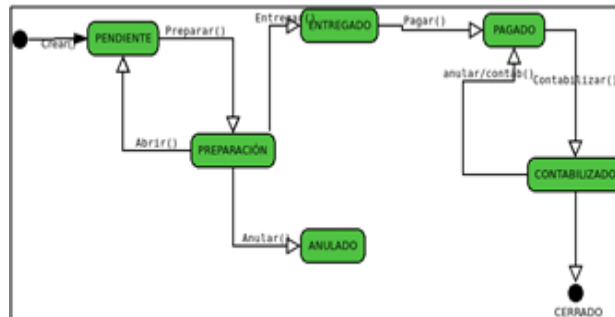 Crear()
PENDIENTE
Preparar()
Entregar()
ENTREGADO
Pagar()
PAGADO
anular/contab()
Contabilizar()
Abrir()
PREPARACIÓN
CONTABILIZADO
Anular()
ANULADO
CERRADO